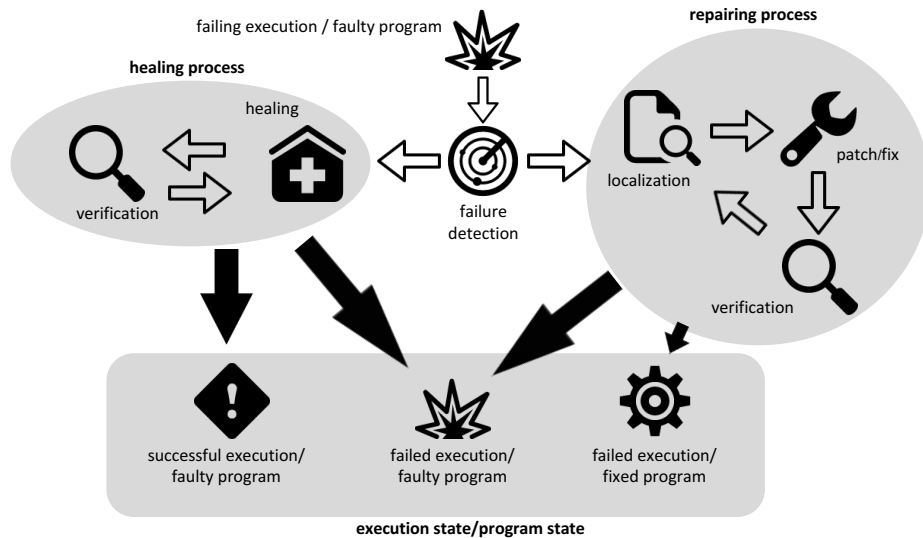 failing execution / faulty program
repairing process
healing process
healing
verification
failure
detection
localization
patch/fix
verification
successful execution/
faulty program
failed execution/
faulty program
failed execution/
fixed program
execution state/program state